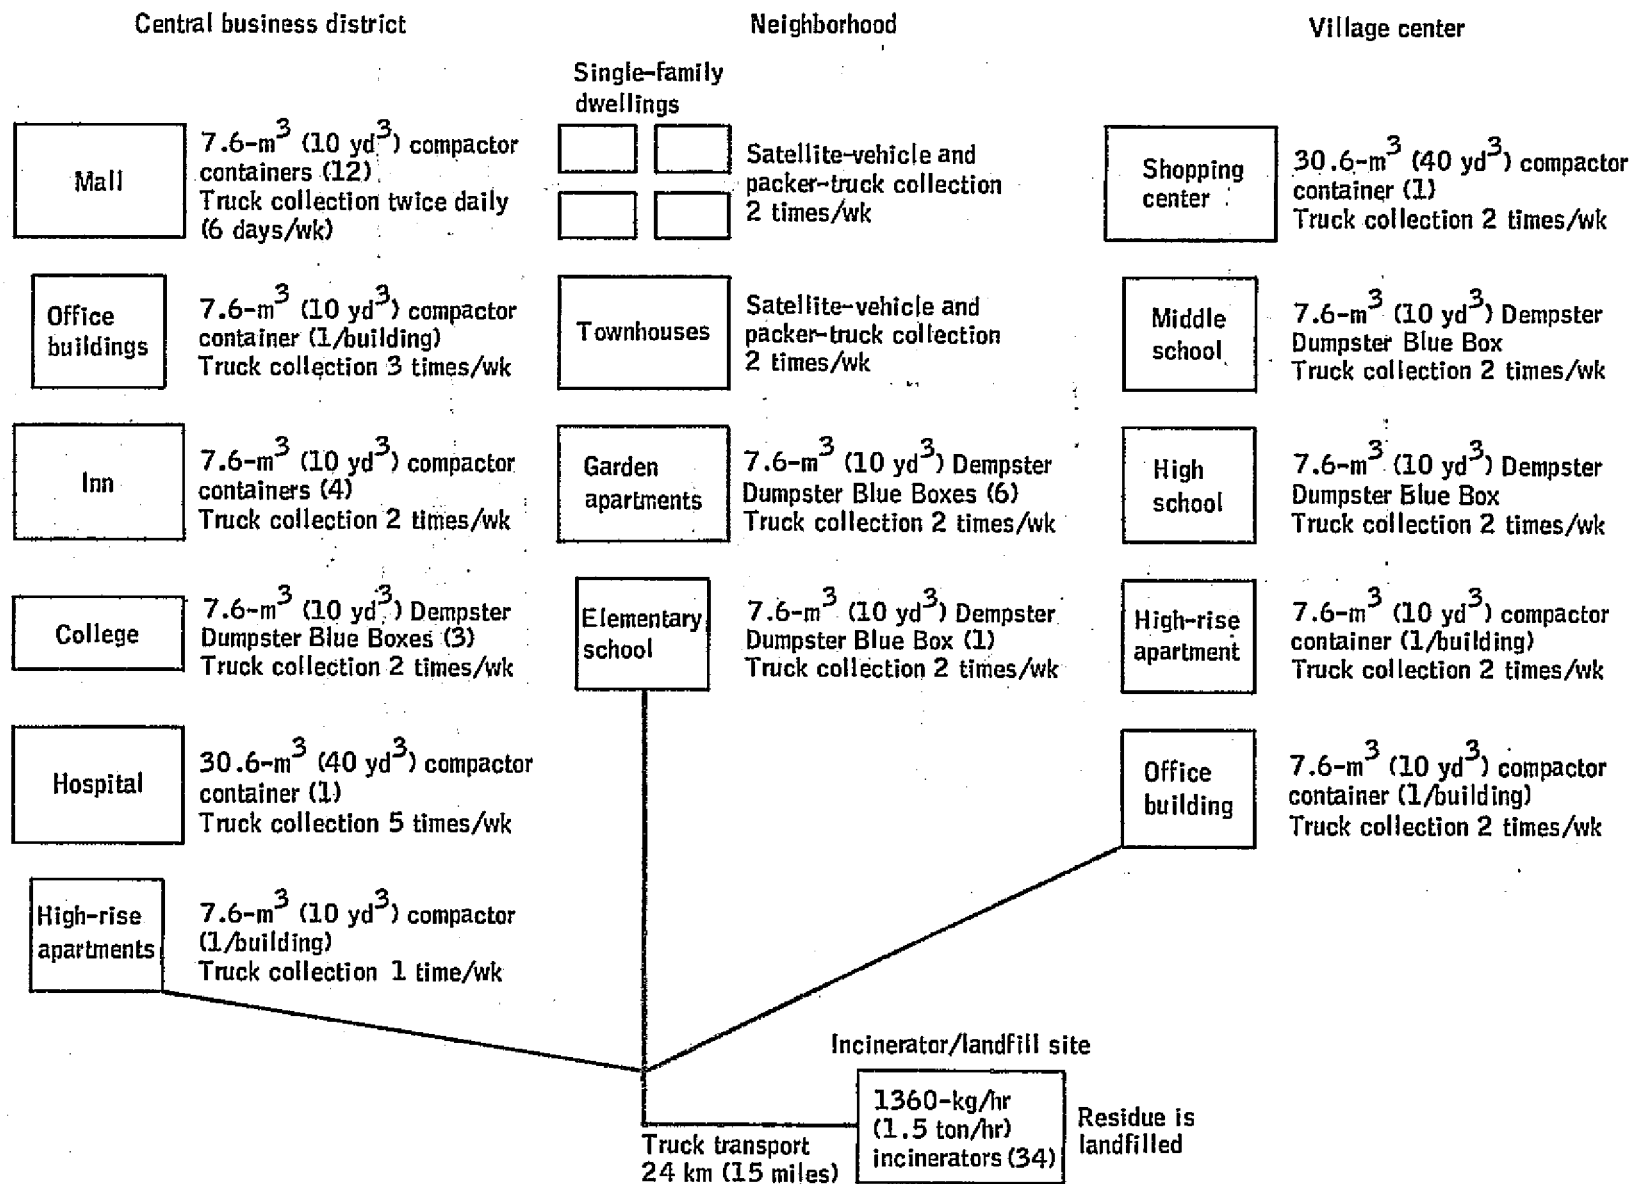 Central business district
Mall
7.6-m³ (10 yd³) compactor
containers (12)
Truck collection twice daily
(6 days/wk)
Office
buildings
7.6-m³ (10 yd³) compactor
container (1/building)
Truck collection 3 times/wk
Inn
7.6-m³ (10 yd³) compactor
containers (4)
Truck collection 2 times/wk
College
7.6-m³ (10 yd³) Dempster
Dumpster Blue Boxes (3)
Truck collection 2 times/wk
Hospital
30.6-m³ (40 yd³) compactor
container (1)
Truck collection 5 times/wk
High-rise
apartments
7.6-m³ (10 yd³) compactor
(1/building)
Truck collection 1 time/wk
Neighborhood
Single-family
dwellings
Satellite-vehicle and
packer-truck collection
2 times/wk
Townhouses
Satellite-vehicle and
packer-truck collection
2 times/wk
Garden
apartments
7.6-m³ (10 yd³) Dempster
Dumpster Blue Boxes (6)
Truck collection 2 times/wk
Elementary
school
7.6-m³ (10 yd³) Dempster
Dumpster Blue Box (1)
Truck collection 2 times/wk
Village center
Shopping
center
30.6-m³ (40 yd³) compactor
container (1)
Truck collection 2 times/wk
Middle
school
7.6-m³ (10 yd³) Dempster
Dumpster Blue Box
Truck collection 2 times/wk
High
school
7.6-m³ (10 yd³) Dempster
Dumpster Blue Box
Truck collection 2 times/wk
High-rise
apartment
7.6-m³ (10 yd³) compactor
container (1/building)
Truck collection 2 times/wk
Office
building
7.6-m³ (10 yd³) compactor
container (1/building)
Truck collection 2 times/wk
Truck transport
24 km (15 miles)
Incinerator/landfill site
1360-kg/hr
(1.5 ton/hr)
incinerators (34)
Residue is
landfilled